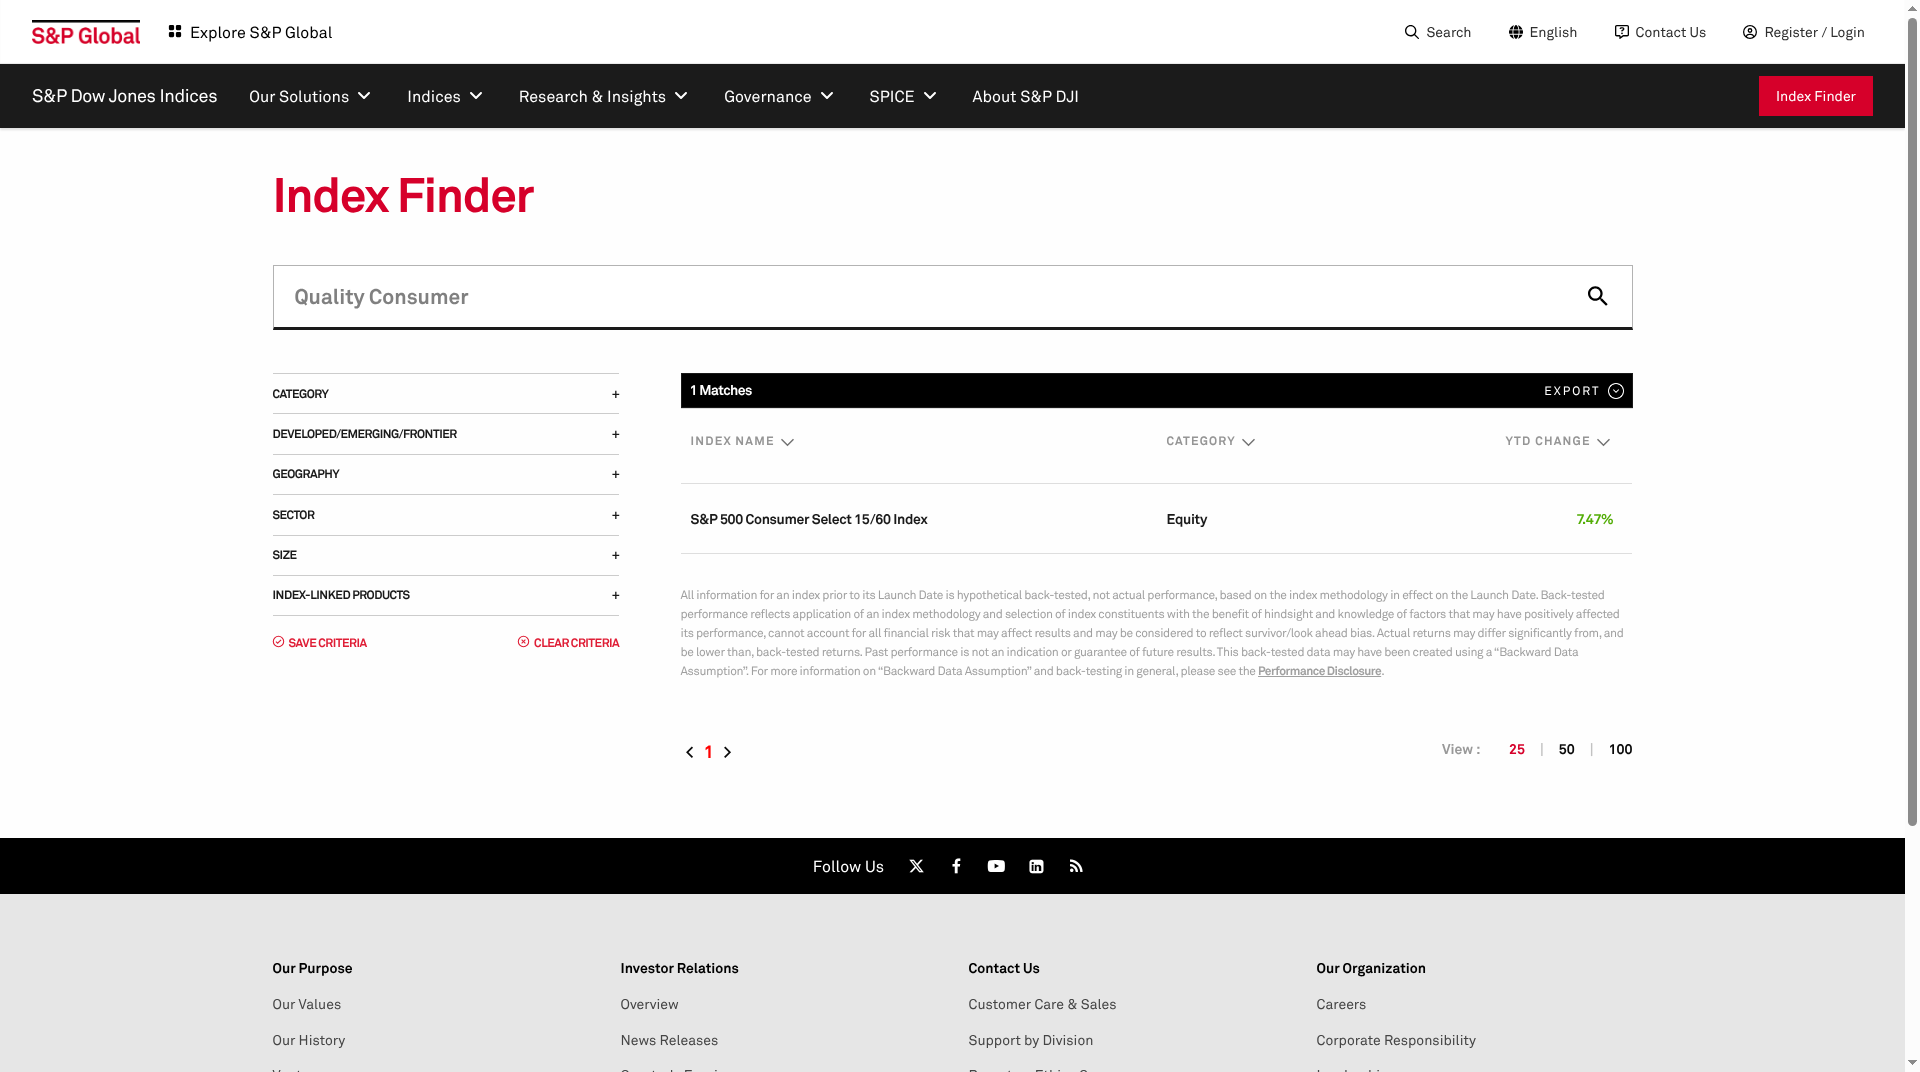 S&P Global
Explore S&P Global
Search
English
Contact Us
Register / Login
S&P Dow Jones Indices
Our Solutions
Indices
Research & Insights
Governance
SPICE
About S&P DJI
Index Finder
Index Finder
Quality Consumer
CATEGORY +
DEVELOPED/EMERGING/FRONTIER +
GEOGRAPHY +
SECTOR +
SIZE +
INDEX-LINKED PRODUCTS +
SAVE CRITERIA
CLEAR CRITERIA
1 Matches
EXPORT
INDEX NAME
CATEGORY
YTD CHANGE
S&P 500 Consumer Select 15/60 Index
Equity
7.47%
All information for an index prior to its Launch Date is hypothetical back-tested, not actual performance, based on the index methodology in effect on the Launch Date. Back-tested
performance reflects application of an index methodology and selection of index constituents with the benefit of hindsight and knowledge of factors that may have positively affected
its performance, cannot account for all financial risk that may affect results and may be considered to reflect survivor/look ahead bias. Actual returns may differ significantly from, and
be lower than, back-tested returns. Past performance is not an indication or guarantee of future results. This back-tested data may have been created using a “Backward Data
Assumption”. For more information on “Backward Data Assumption” and back-testing in general, please see the Performance Disclosure.
1
View : 25 | 50 | 100
Follow Us
Our Purpose
Our Values
Our History
Investor Relations
Overview
News Releases
Contact Us
Customer Care & Sales
Support by Division
Our Organization
Careers
Corporate Responsibility